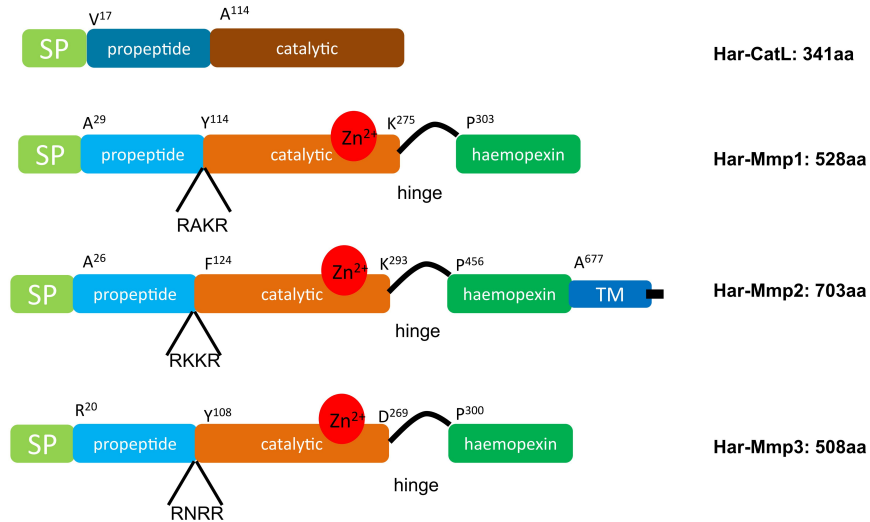 V17 A114
SP propeptide catalytic Har-CatL: 341aa
A29 Y114 K275 P303
Zn2+
SP propeptide catalytic haemopexin Har-Mmp1: 528aa
hinge
RAKR
A26 F124 K293 P456 A677
Zn2+
SP propeptide catalytic haemopexin TM Har-Mmp2: 703aa
hinge
RKKR
R20 Y108 D269 P300
Zn2+
SP propeptide catalytic haemopexin Har-Mmp3: 508aa
hinge
RNRR